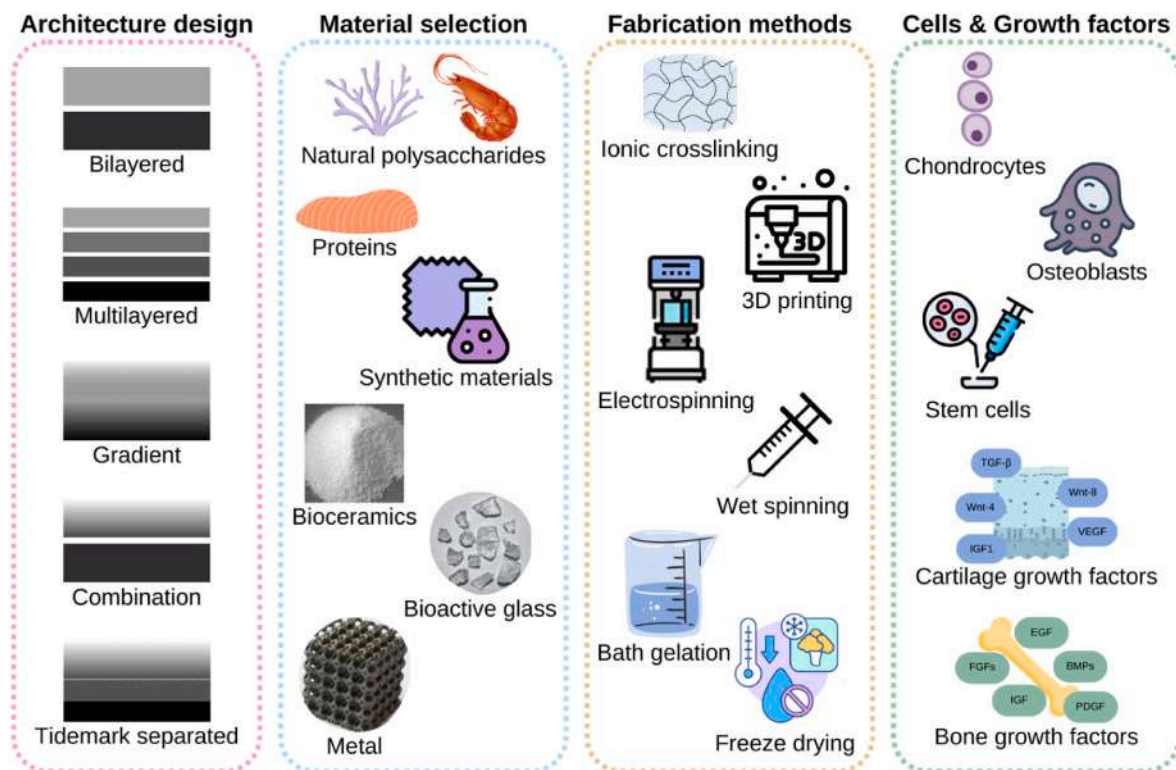 Architecture design
Bilayered
Multilayered
Gradient
Combination
Tidemark separated
Material selection
Natural polysaccharides
Proteins
Synthetic materials
Bioceramics
Bioactive glass
Metal
Fabrication methods
Ionic crosslinking
3D
3D printing
Electrospinning
Wet spinning
Bath gelation
Freeze drying
Cells & Growth factors
Chondrocytes
Osteoblasts
Stem cells
TGF-β
Wnt-8
Wnt-4
VEGF
IGF1
Cartilage growth factors
EGF
FGFs
BMPs
IGF
PDGF
Bone growth factors